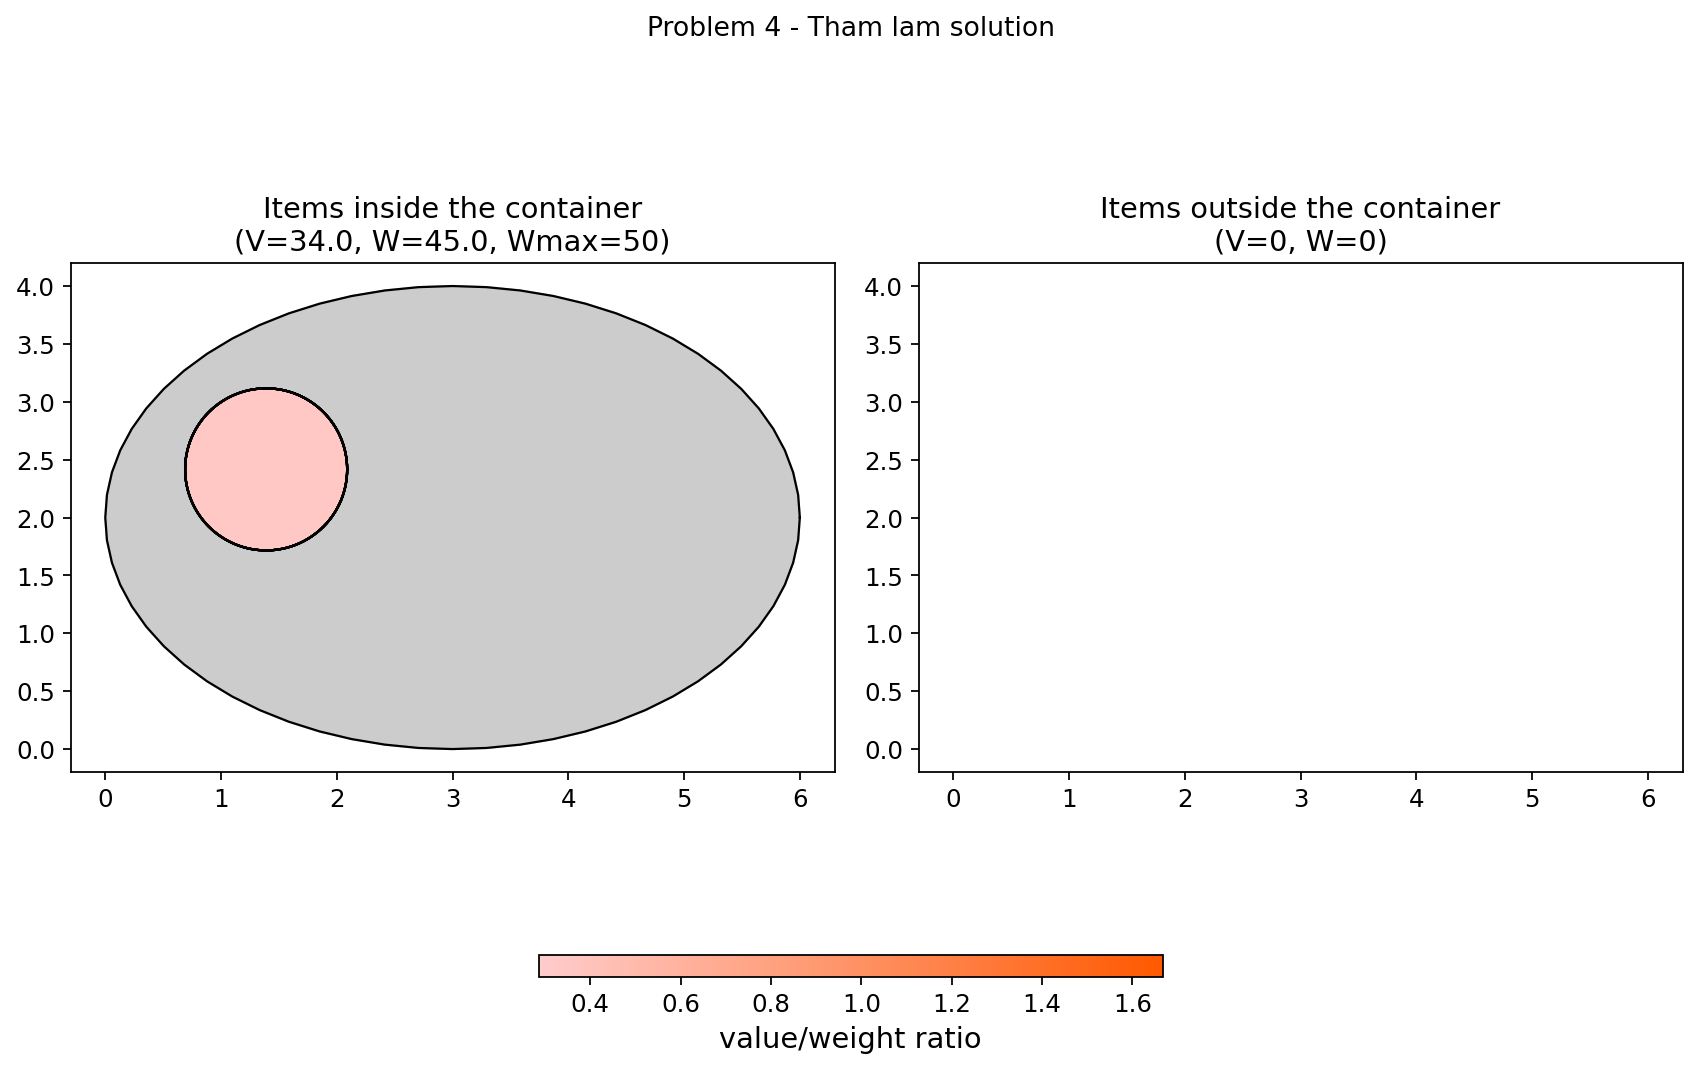 Problem 4 - Tham lam solution
Items inside the container
(V=34.0, W=45.0, Wmax=50)
4.0
3.5
3.0
2.5
2.0
1.5
1.0
0.5
0.0
0 1 2 3 4 5 6
Items outside the container
(V=0, W=0)
4.0
3.5
3.0
2.5
2.0
1.5
1.0
0.5
0.0
0 1 2 3 4 5 6
0.4 0.6 0.8 1.0 1.2 1.4 1.6
value/weight ratio